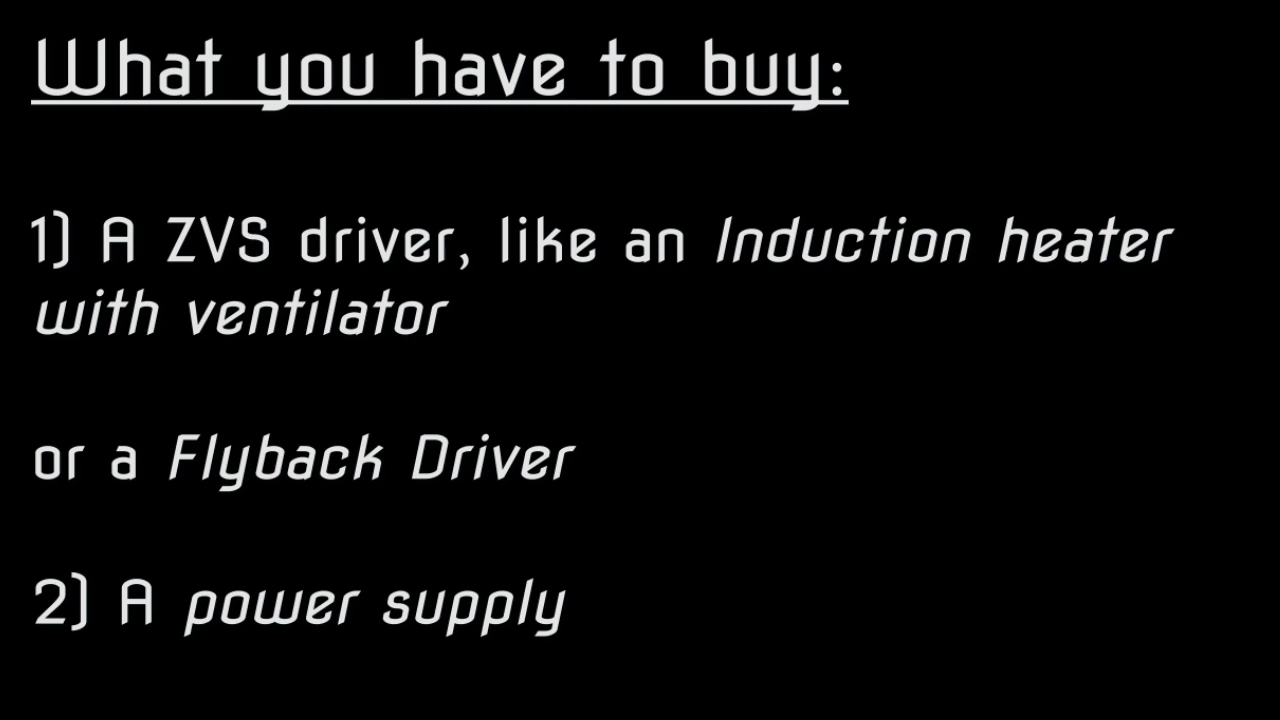 What you have to buy:
1) A ZVS driver, like an Induction heater
with ventilator
or a Flyback Driver
2) A power supply